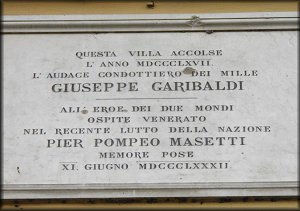 QUESTA VILLA ACCOLSE
L' ANNO MDCCCLXVII.
L' AUDACE CONDOTTIERO DEI MILLE
GIUSEPPE GARIBALDI
ALL' EROE DEI DUE MONDI
OSPITE VENERATO
NEL RECENTE LUTTO DELLA NAZIONE
PIER POMPEO MASETTI
MEMORE POSE
XI. GIUGNO MDCCCLXXXII.